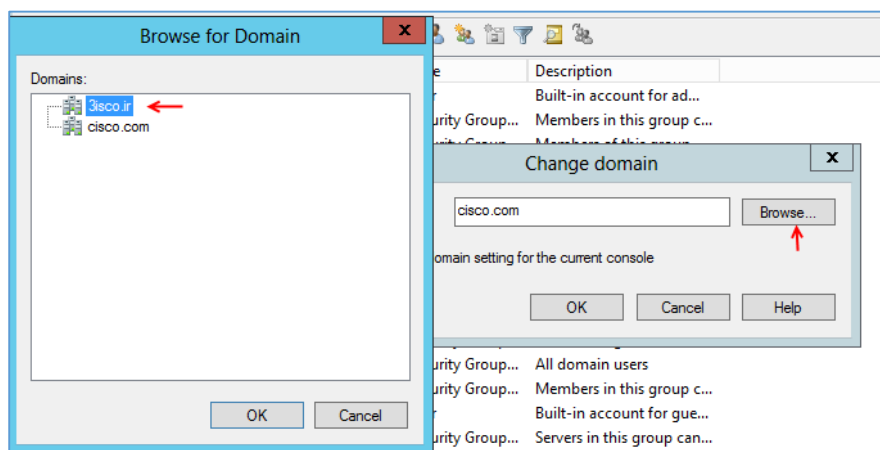 Browse for Domain
x
Domains:
3isco.ir
cisco.com
OK
Cancel
e
Description
r
Built-in account for ad...
urity Group...
Members in this group c...
Change domain
x
cisco.com
Browse...
omain setting for the current console
OK
Cancel
Help
urity Group...
All domain users
urity Group...
Members in this group c...
r
Built-in account for gue...
urity Group...
Servers in this group can...